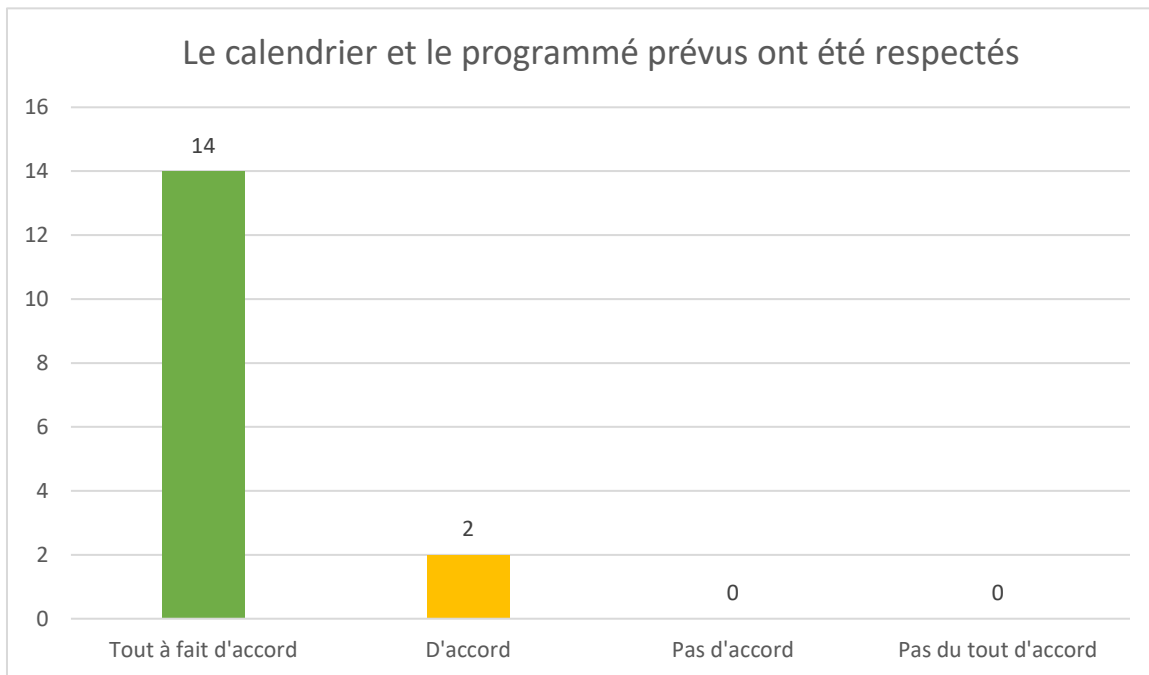 Le calendrier et le programmé prévus ont été respectés
16
14
14
12
10
8
6
4
2
2
0
0
0
Tout à fait d'accord
D'accord
Pas d'accord
Pas du tout d'accord